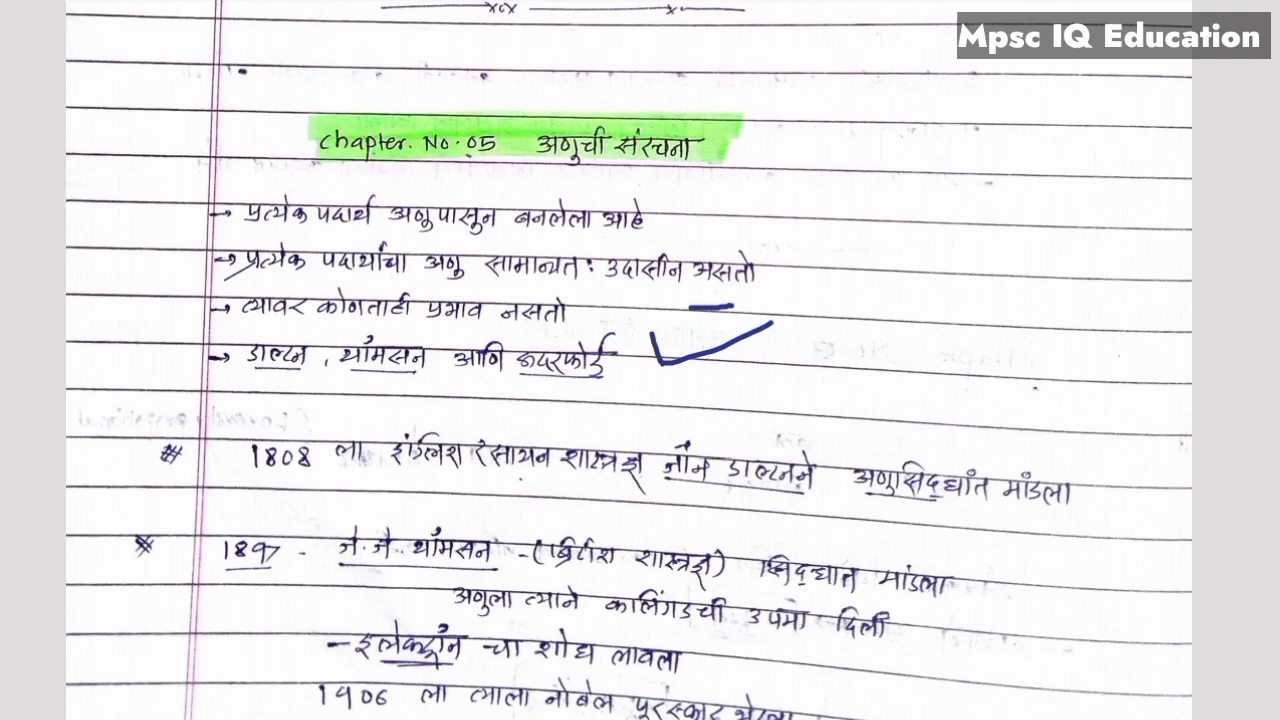 Mpsc IQ Education
Chapter. No. 05 अणुची संरचना
→ प्रत्येक पदार्थ अणुपासुन बनलेला आहे
→ प्रत्येक पदार्थाचा अणु सामान्यतः उदासीन असतो
→ त्यावर कोणताही प्रभाव नसतो
→ डाल्टन, थॉमसन आणि रुदरफोर्ड
* 1808 ला इंग्लिश रसायन शास्त्रज्ञ जॉन डाल्टनने अणुसिद्धांत मांडला
* 1897 - जे. जे. थॉमसन - (ब्रिटीश शास्त्रज्ञ) सिद्धांत मांडला
अणुला त्याने कलिंगडची उपमा दिली
- इलेक्ट्रॉन चा शोध लावला
1906 ला त्याला नोबेल पुरस्कार भेटला